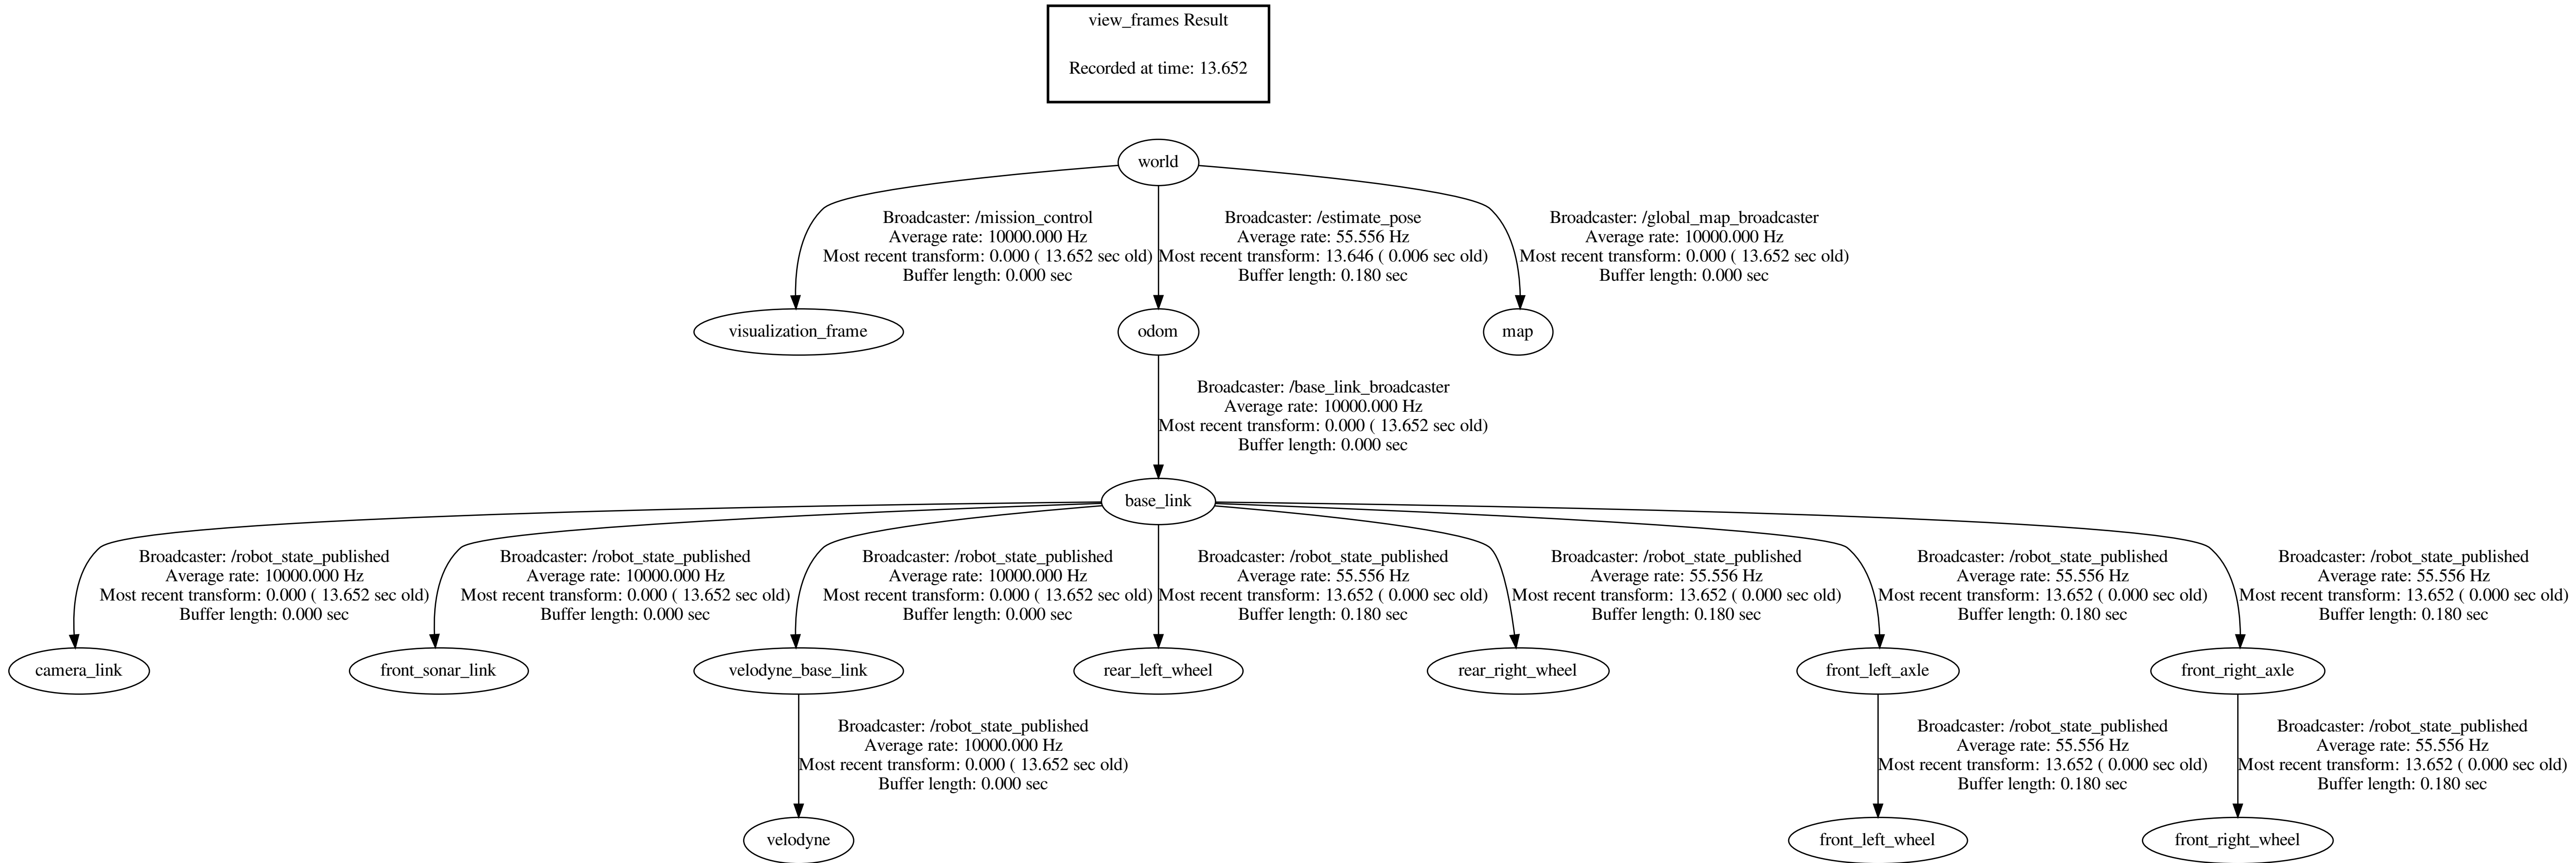 view_frames Result
Recorded at time: 13.652
world
Broadcaster: /mission_control
Average rate: 10000.000 Hz
Most recent transform: 0.000 ( 13.652 sec old)
Buffer length: 0.000 sec
Broadcaster: /estimate_pose
Average rate: 55.556 Hz
Most recent transform: 13.646 ( 0.006 sec old)
Buffer length: 0.180 sec
Broadcaster: /global_map_broadcaster
Average rate: 10000.000 Hz
Most recent transform: 0.000 ( 13.652 sec old)
Buffer length: 0.000 sec
visualization_frame
odom
map
Broadcaster: /base_link_broadcaster
Average rate: 10000.000 Hz
Most recent transform: 0.000 ( 13.652 sec old)
Buffer length: 0.000 sec
base_link
Broadcaster: /robot_state_published
Average rate: 10000.000 Hz
Most recent transform: 0.000 ( 13.652 sec old)
Buffer length: 0.000 sec
Broadcaster: /robot_state_published
Average rate: 10000.000 Hz
Most recent transform: 0.000 ( 13.652 sec old)
Buffer length: 0.000 sec
Broadcaster: /robot_state_published
Average rate: 10000.000 Hz
Most recent transform: 0.000 ( 13.652 sec old)
Buffer length: 0.000 sec
Broadcaster: /robot_state_published
Average rate: 55.556 Hz
Most recent transform: 13.652 ( 0.000 sec old)
Buffer length: 0.180 sec
Broadcaster: /robot_state_published
Average rate: 55.556 Hz
Most recent transform: 13.652 ( 0.000 sec old)
Buffer length: 0.180 sec
Broadcaster: /robot_state_published
Average rate: 55.556 Hz
Most recent transform: 13.652 ( 0.000 sec old)
Buffer length: 0.180 sec
Broadcaster: /robot_state_published
Average rate: 55.556 Hz
Most recent transform: 13.652 ( 0.000 sec old)
Buffer length: 0.180 sec
camera_link
front_sonar_link
velodyne_base_link
rear_left_wheel
rear_right_wheel
front_left_axle
front_right_axle
Broadcaster: /robot_state_published
Average rate: 10000.000 Hz
Most recent transform: 0.000 ( 13.652 sec old)
Buffer length: 0.000 sec
Broadcaster: /robot_state_published
Average rate: 55.556 Hz
Most recent transform: 13.652 ( 0.000 sec old)
Buffer length: 0.180 sec
Broadcaster: /robot_state_published
Average rate: 55.556 Hz
Most recent transform: 13.652 ( 0.000 sec old)
Buffer length: 0.180 sec
velodyne
front_left_wheel
front_right_wheel